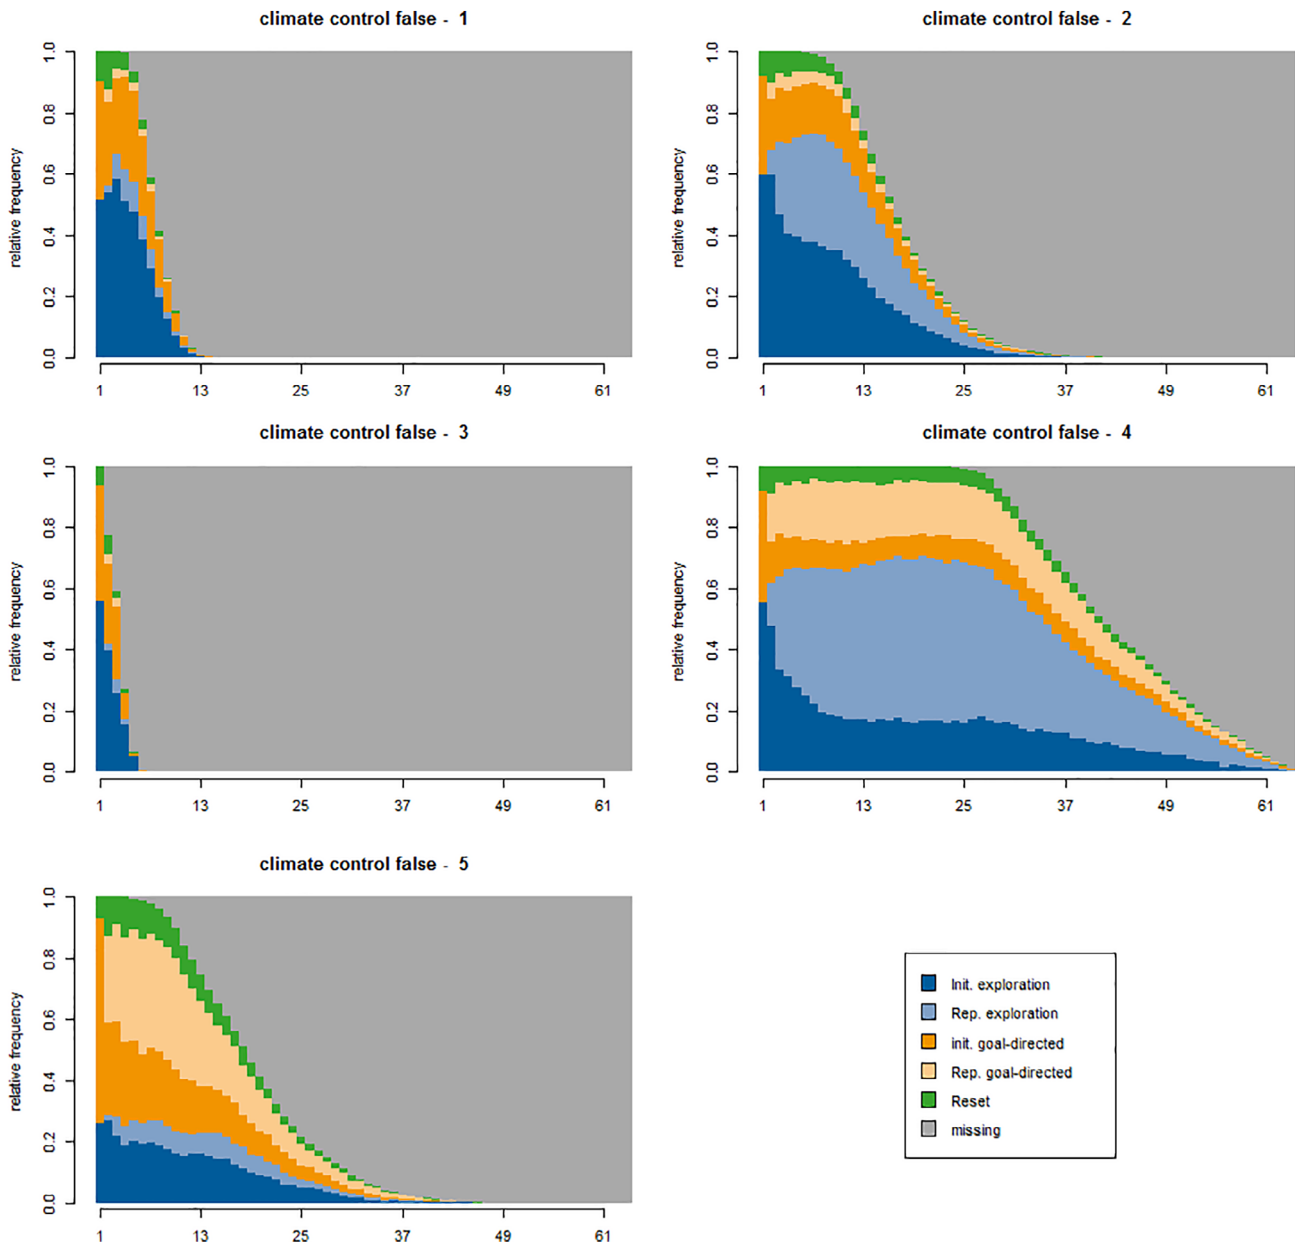 climate control false - 1
relative frequency
1.0
0.8
0.6
0.4
0.2
0.0
1 13 25 37 49 61
climate control false - 2
relative frequency
1.0
0.8
0.6
0.4
0.2
0.0
1 13 25 37 49 61
climate control false - 3
relative frequency
1.0
0.8
0.6
0.4
0.2
0.0
1 13 25 37 49 61
climate control false - 4
relative frequency
1.0
0.8
0.6
0.4
0.2
0.0
1 13 25 37 49 61
climate control false - 5
relative frequency
1.0
0.8
0.6
0.4
0.2
0.0
1 13 25 37 49 61
Init. exploration
Rep. exploration
init. goal-directed
Rep. goal-directed
Reset
missing